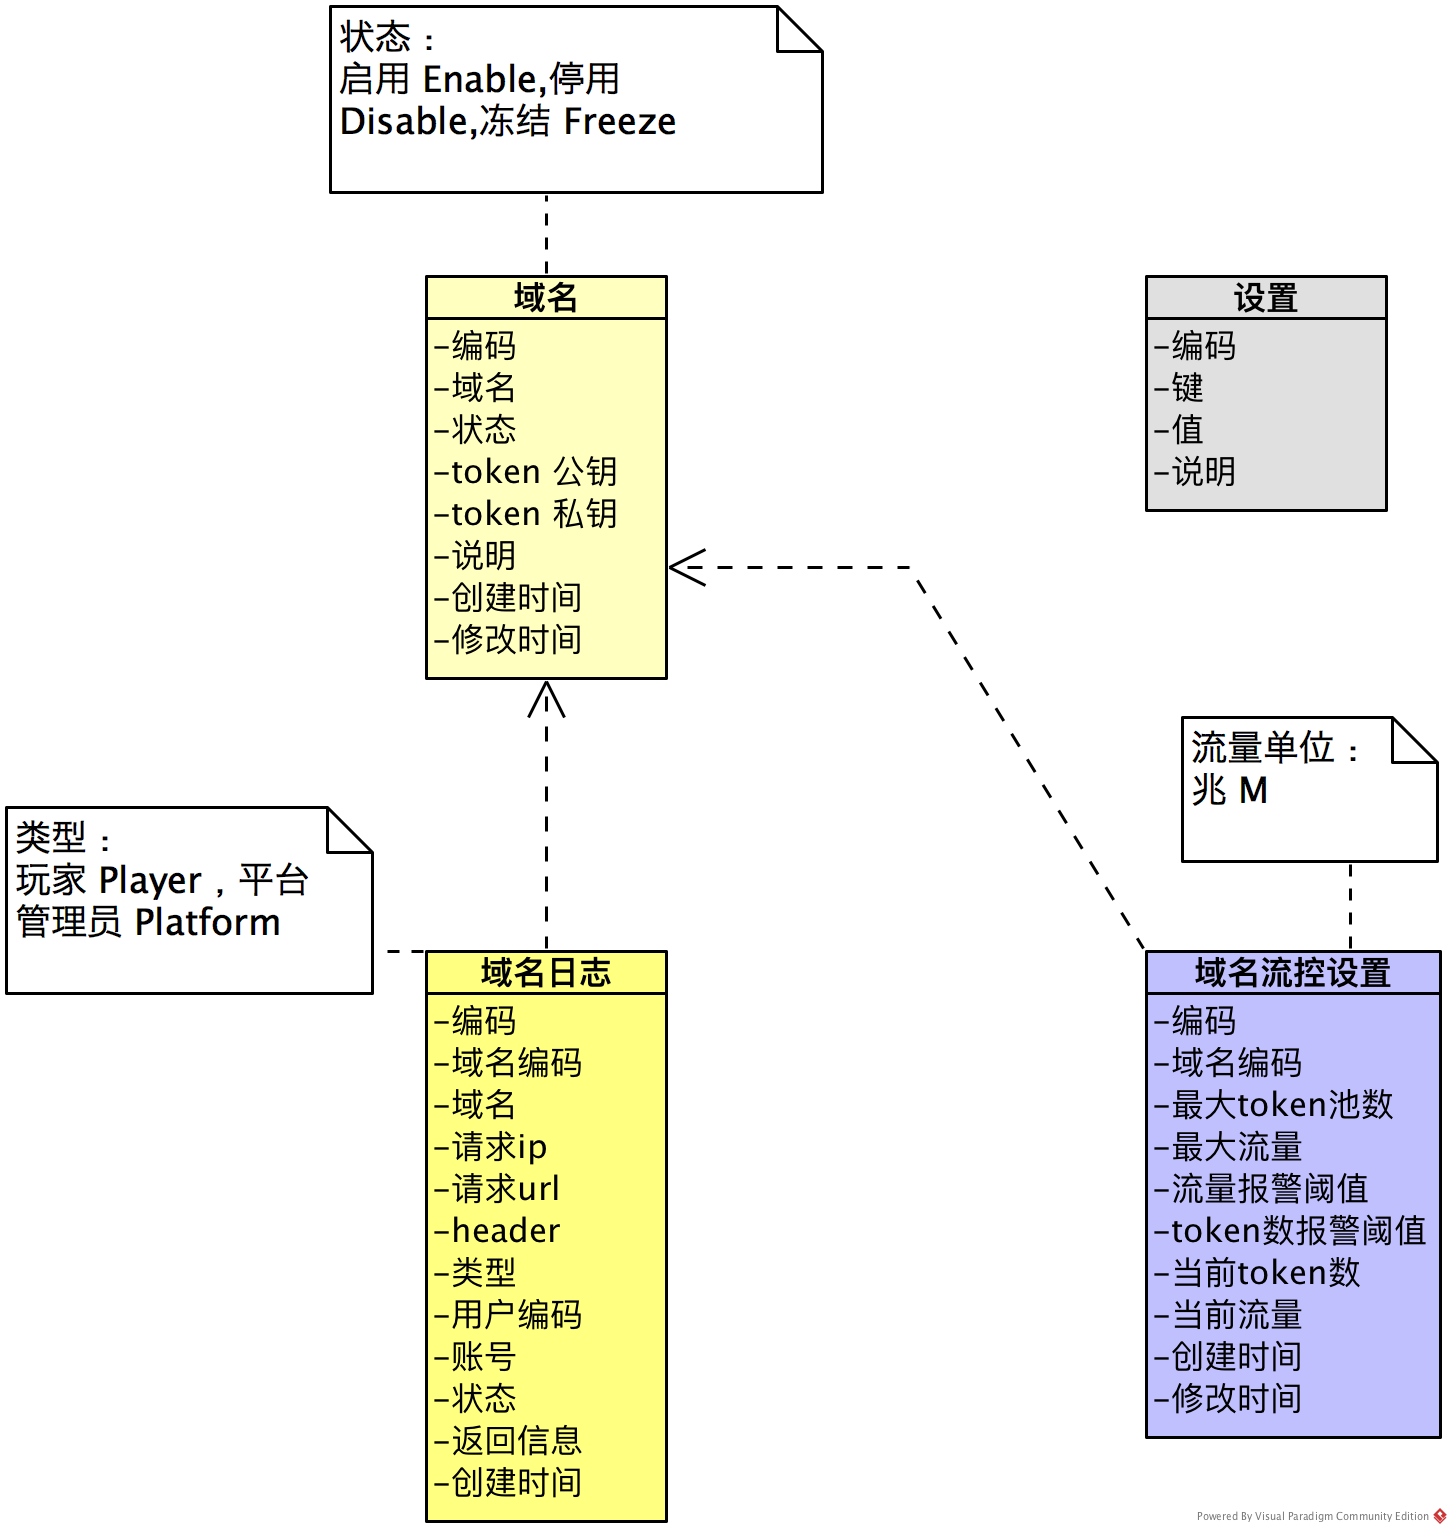 状态：
启用 Enable,停用
Disable,冻结 Freeze
域名
-编码
-域名
-状态
-token 公钥
-token 私钥
-说明
-创建时间
-修改时间
设置
-编码
-键
-值
-说明
流量单位：
兆 M
类型：
玩家 Player，平台
管理员 Platform
域名日志
-编码
-域名编码
-域名
-请求ip
-请求url
-header
-类型
-用户编码
-账号
-状态
-返回信息
-创建时间
域名流控设置
-编码
-域名编码
-最大token池数
-最大流量
-流量报警阈值
-token数报警阈值
-当前token数
-当前流量
-创建时间
-修改时间
Powered By Visual Paradigm Community Edition